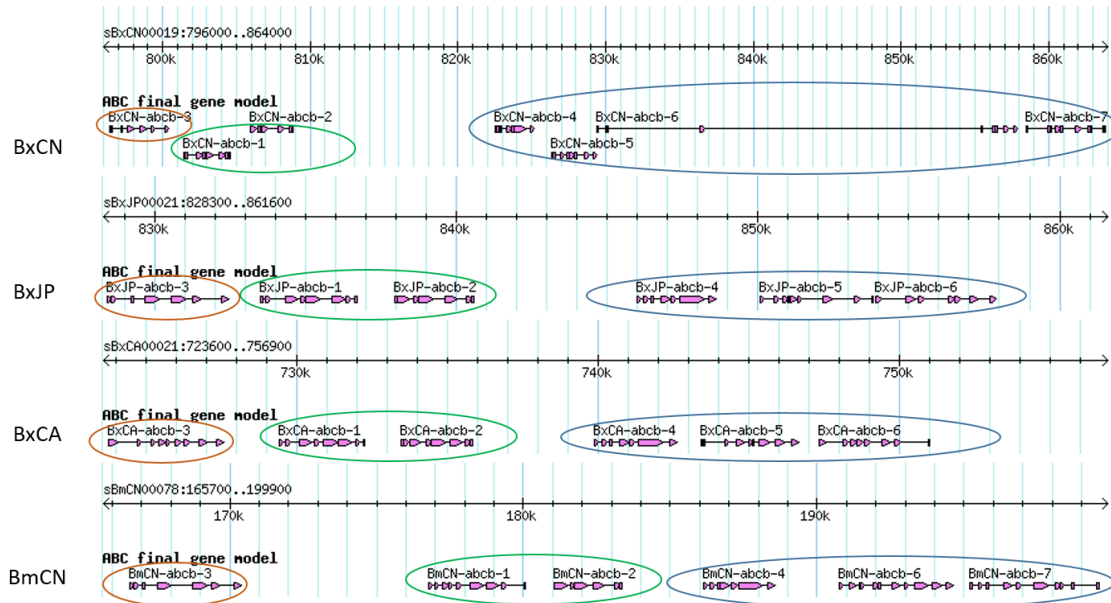 sBxCN00019:796000..864000
800k 810k 820k 830k 840k 850k 860k
ABC final gene model
BxCN-abcb-3 BxCN-abcb-2 BxCN-abcb-4 BxCN-abcb-6 BxCN-abcb-7
BxCN
BxCN-abcb-1 BxCN-abcb-5
sBxJP00021:828300..861600
830k 840k 850k 860k
ABC final gene model
BxJP
BxJP-abcb-3 BxJP-abcb-1 BxJP-abcb-2 BxJP-abcb-4 BxJP-abcb-5 BxJP-abcb-6
sBxCA00021:723600..756900
730k 740k 750k
ABC final gene model
BxCA
BxCA-abcb-3 BxCA-abcb-1 BxCA-abcb-2 BxCA-abcb-4 BxCA-abcb-5 BxCA-abcb-6
sBmCN00078:165700..199900
170k 180k 190k
ABC final gene model
BmCN
BmCN-abcb-3 BmCN-abcb-1 BmCN-abcb-2 BmCN-abcb-4 BmCN-abcb-6 BmCN-abcb-7